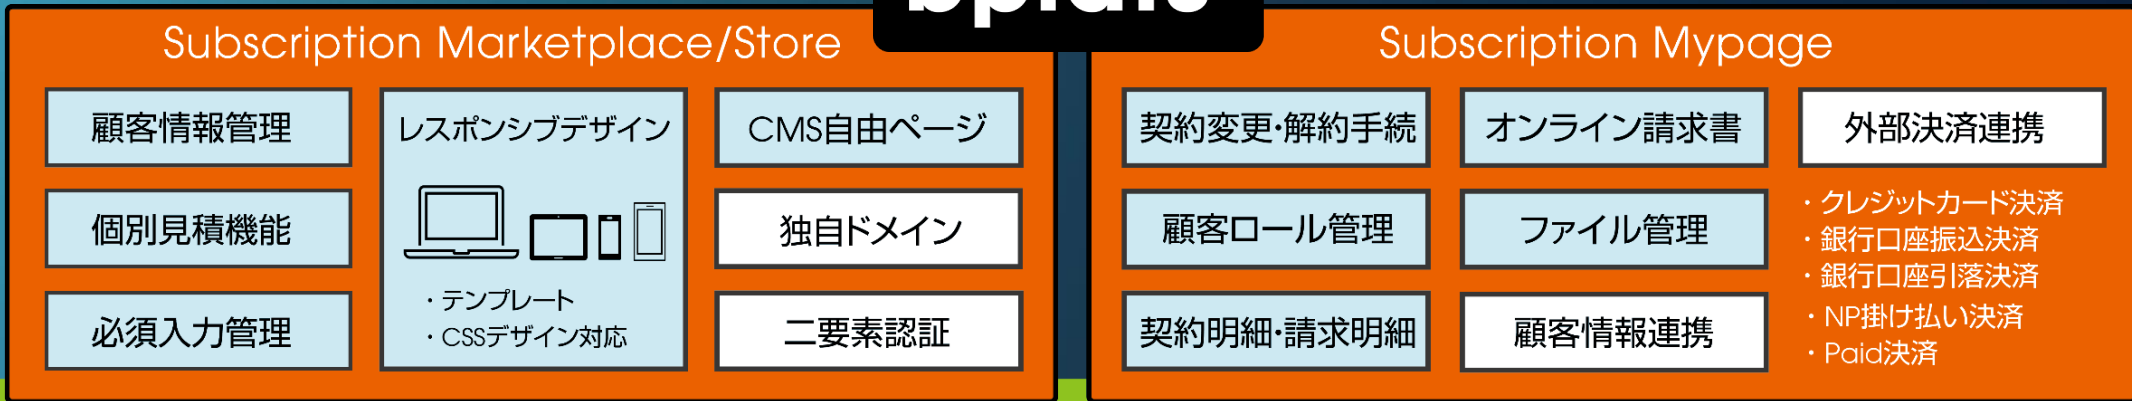 Subscription Marketplace/Store
顧客情報管理
個別見積機能
必須入力管理
レスポンシブデザイン
・テンプレート
・CSSデザイン対応
CMS自由ページ
独自ドメイン
二要素認証
Subscription Mypage
契約変更・解約手続
顧客ロール管理
契約明細・請求明細
オンライン請求書
ファイル管理
顧客情報連携
外部決済連携
・クレジットカード決済
・銀行口座振込決済
・銀行口座引落決済
・NP掛け払い決済
・Paid決済